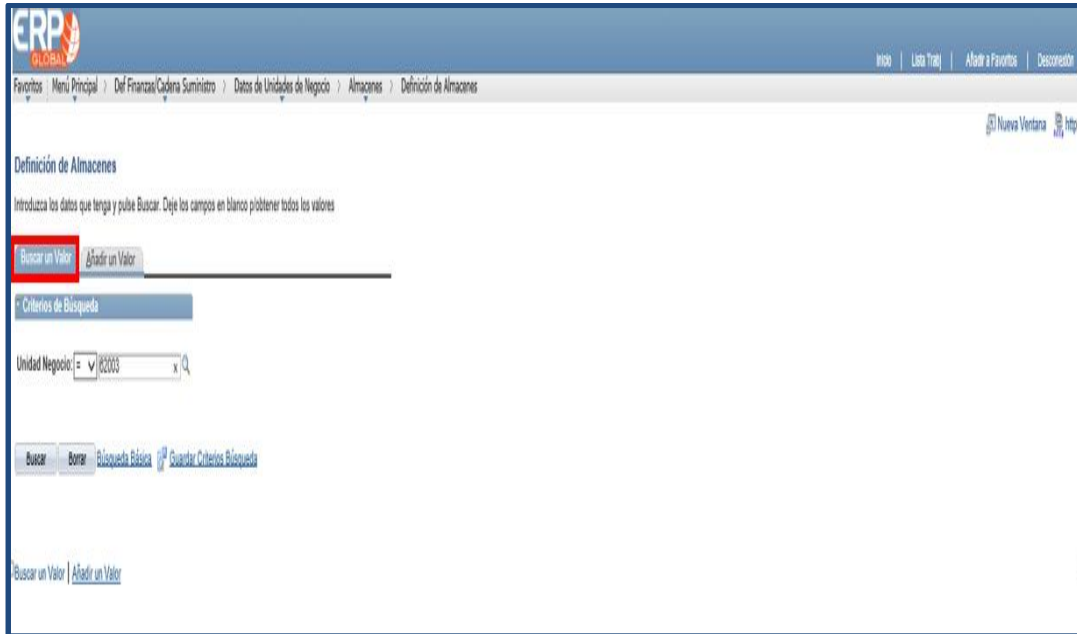 ERP
GLOBAL
Inicio | Lista Trabj | Añadir a Favoritos | Desconexión
Favoritos | Menú Principal > Def Finanzas/Cadena Suministro > Datos de Unidades de Negocio > Almacenes > Definición de Almacenes
Nueva Ventana http
Definición de Almacenes
Introduzca los datos que tenga y pulse Buscar. Deje los campos en blanco p/obtener todos los valores
Buscar un Valor Añadir un Valor
Criterios de Búsqueda
Unidad Negocio: = 62003 x
Buscar Borrar Búsqueda Básica Guardar Criterios Búsqueda
Buscar un Valor | Añadir un Valor